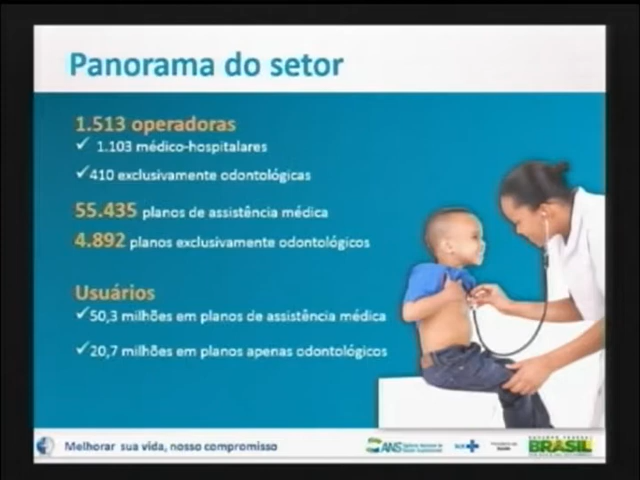 Panorama do setor
1.513 operadoras
✓ 1.103 médico-hospitalares
✓ 410 exclusivamente odontológicas
55.435 planos de assistência médica
4.892 planos exclusivamente odontológicos
Usuários
✓ 50,3 milhões em planos de assistência médica
✓ 20,7 milhões em planos apenas odontológicos
Melhorar sua vida, nosso compromisso
ANS
SUS
BRASIL